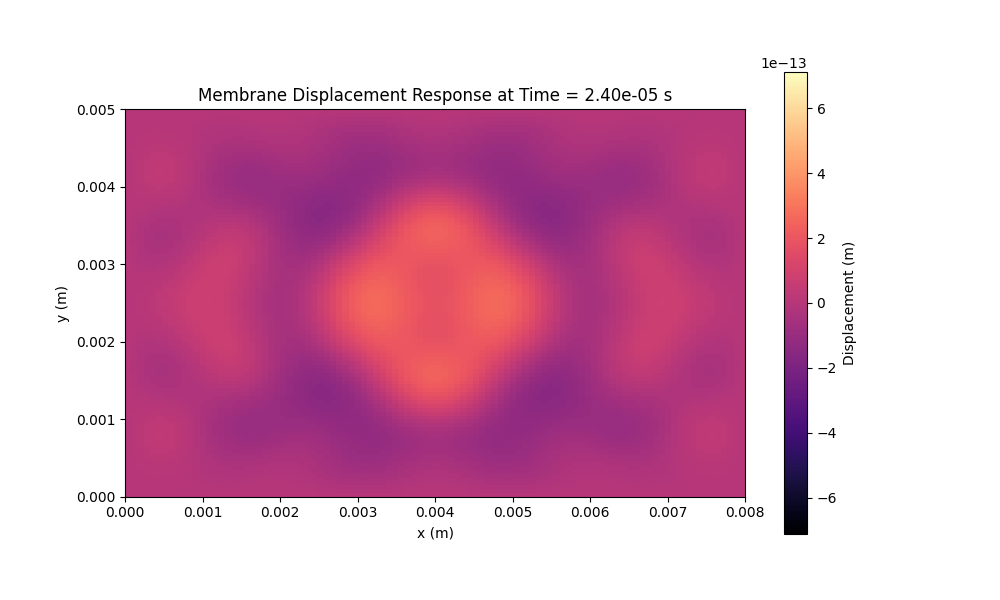 1e−13
Membrane Displacement Response at Time = 2.40e-05 s
0.005
0.004
0.003
0.002
0.001
0.000
y (m)
0.000 0.001 0.002 0.003 0.004 0.005 0.006 0.007 0.008
x (m)
6
4
2
0
−2
−4
−6
Displacement (m)